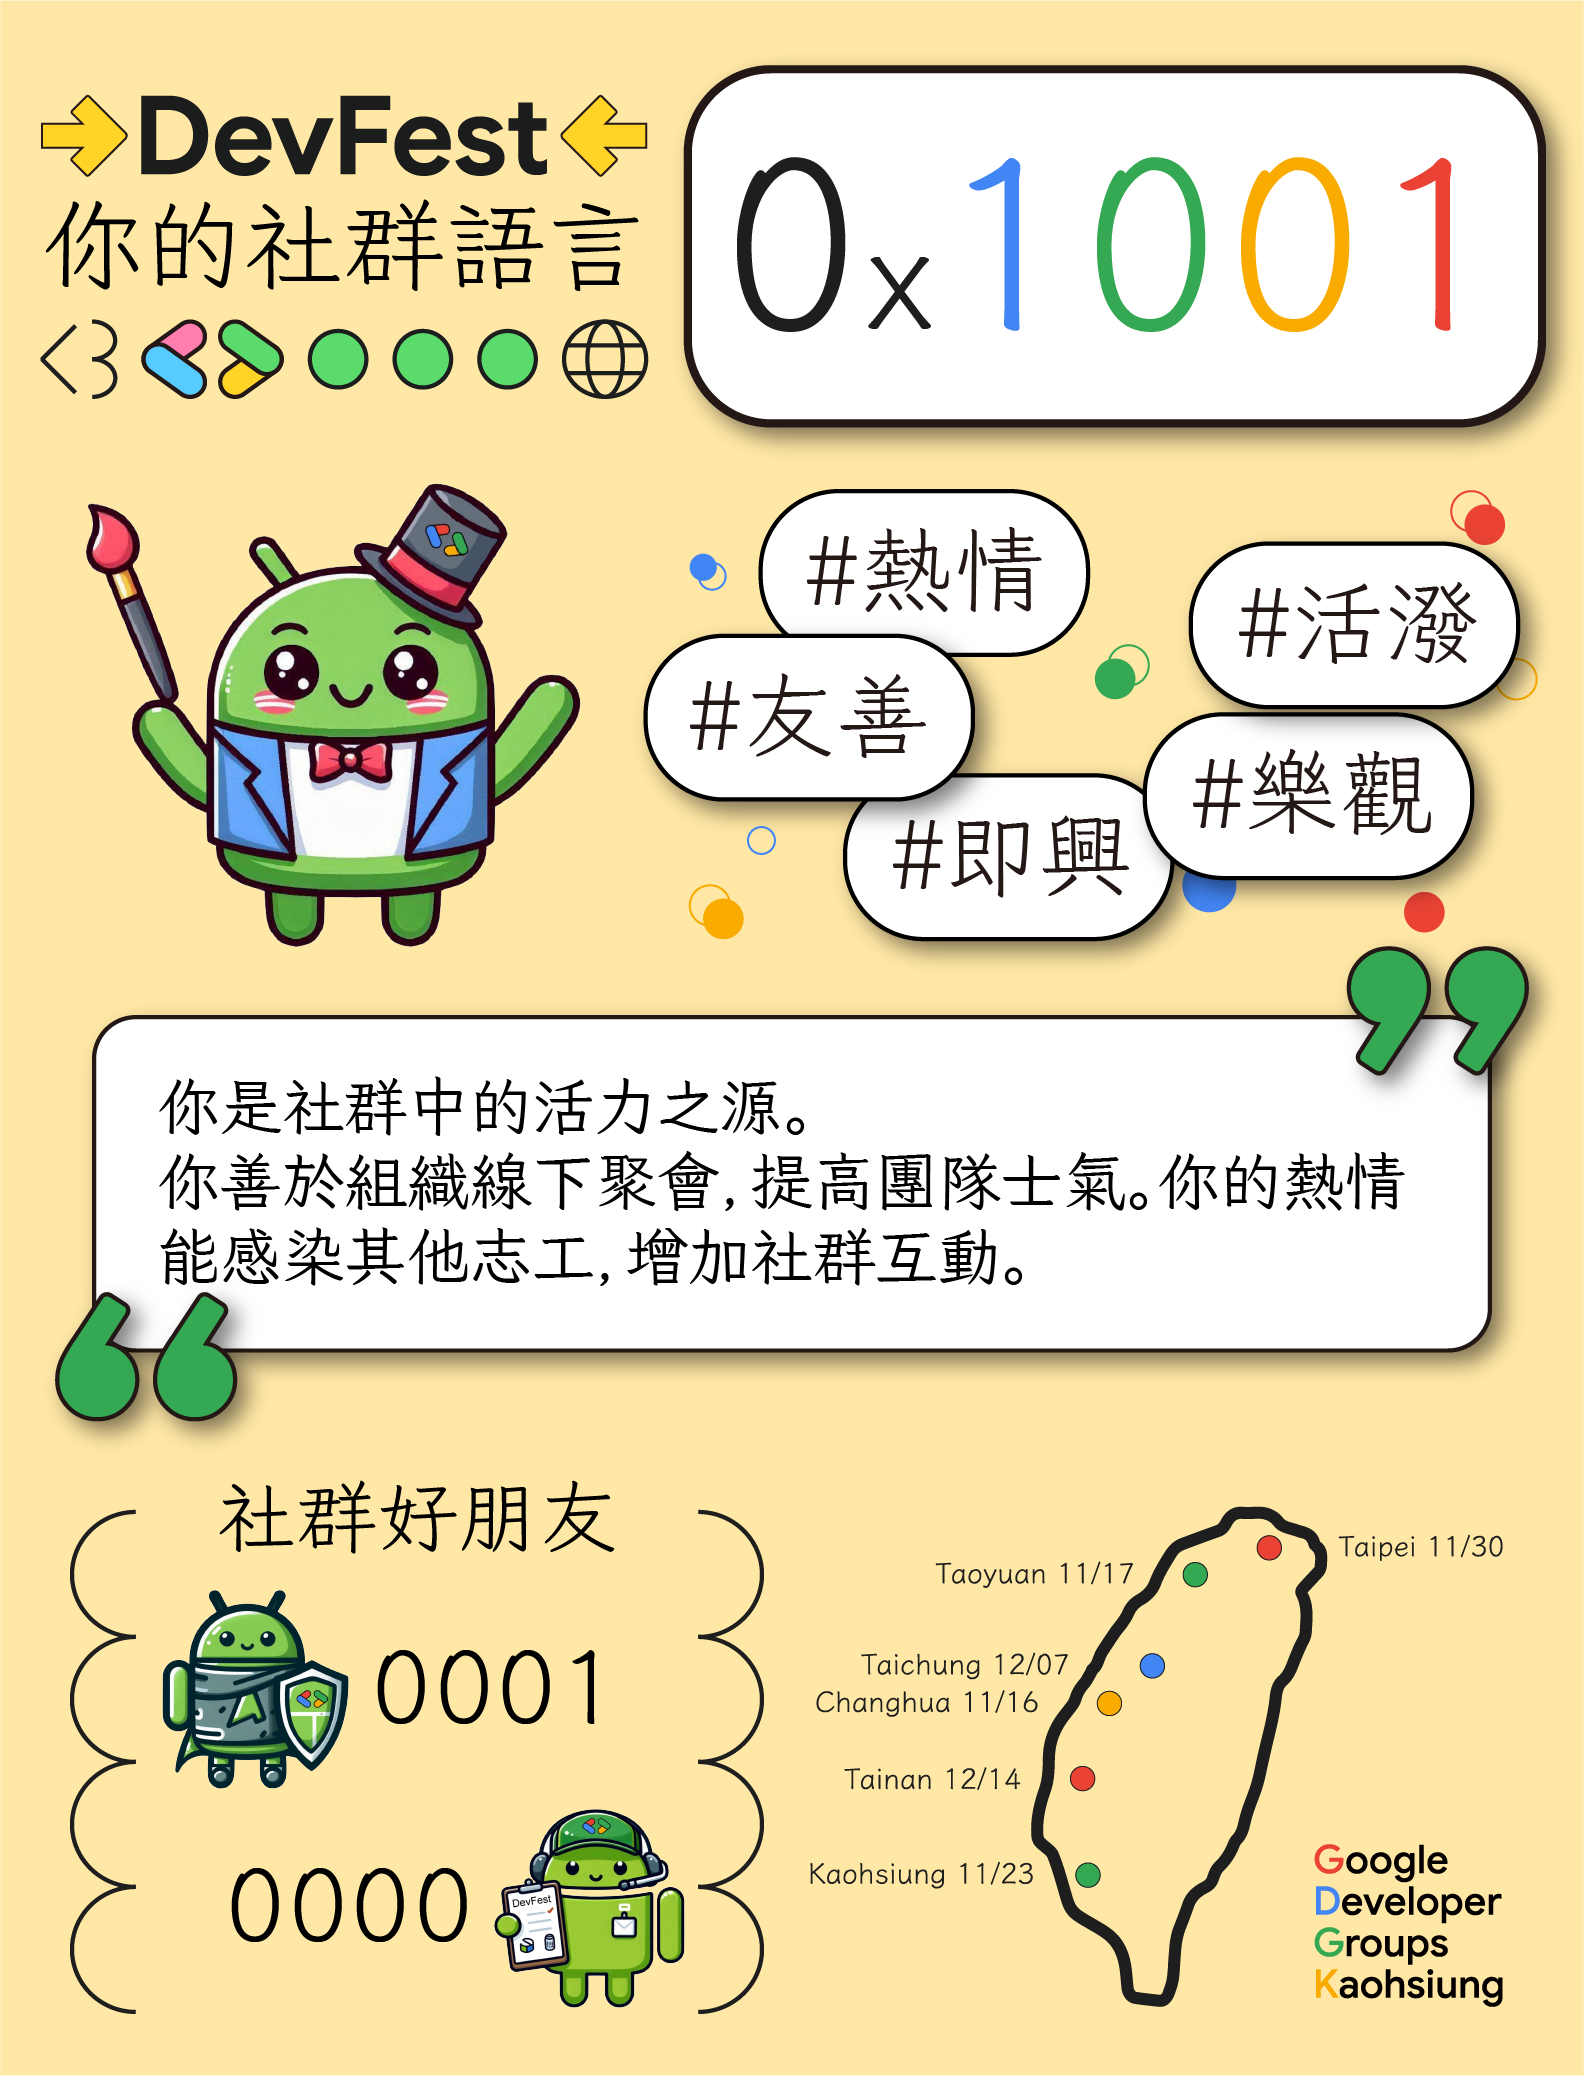 DevFest
你的社群語言
0x1001
#熱情
#活潑
#友善
#樂觀
#即興
你是社群中的活力之源。
你善於組織線下聚會,提高團隊士氣。你的熱情
能感染其他志工,增加社群互動。
社群好朋友
0001
0000
DevFest
Taipei 11/30
Taoyuan 11/17
Taichung 12/07
Changhua 11/16
Tainan 12/14
Kaohsiung 11/23
Google
Developer
Groups
Kaohsiung